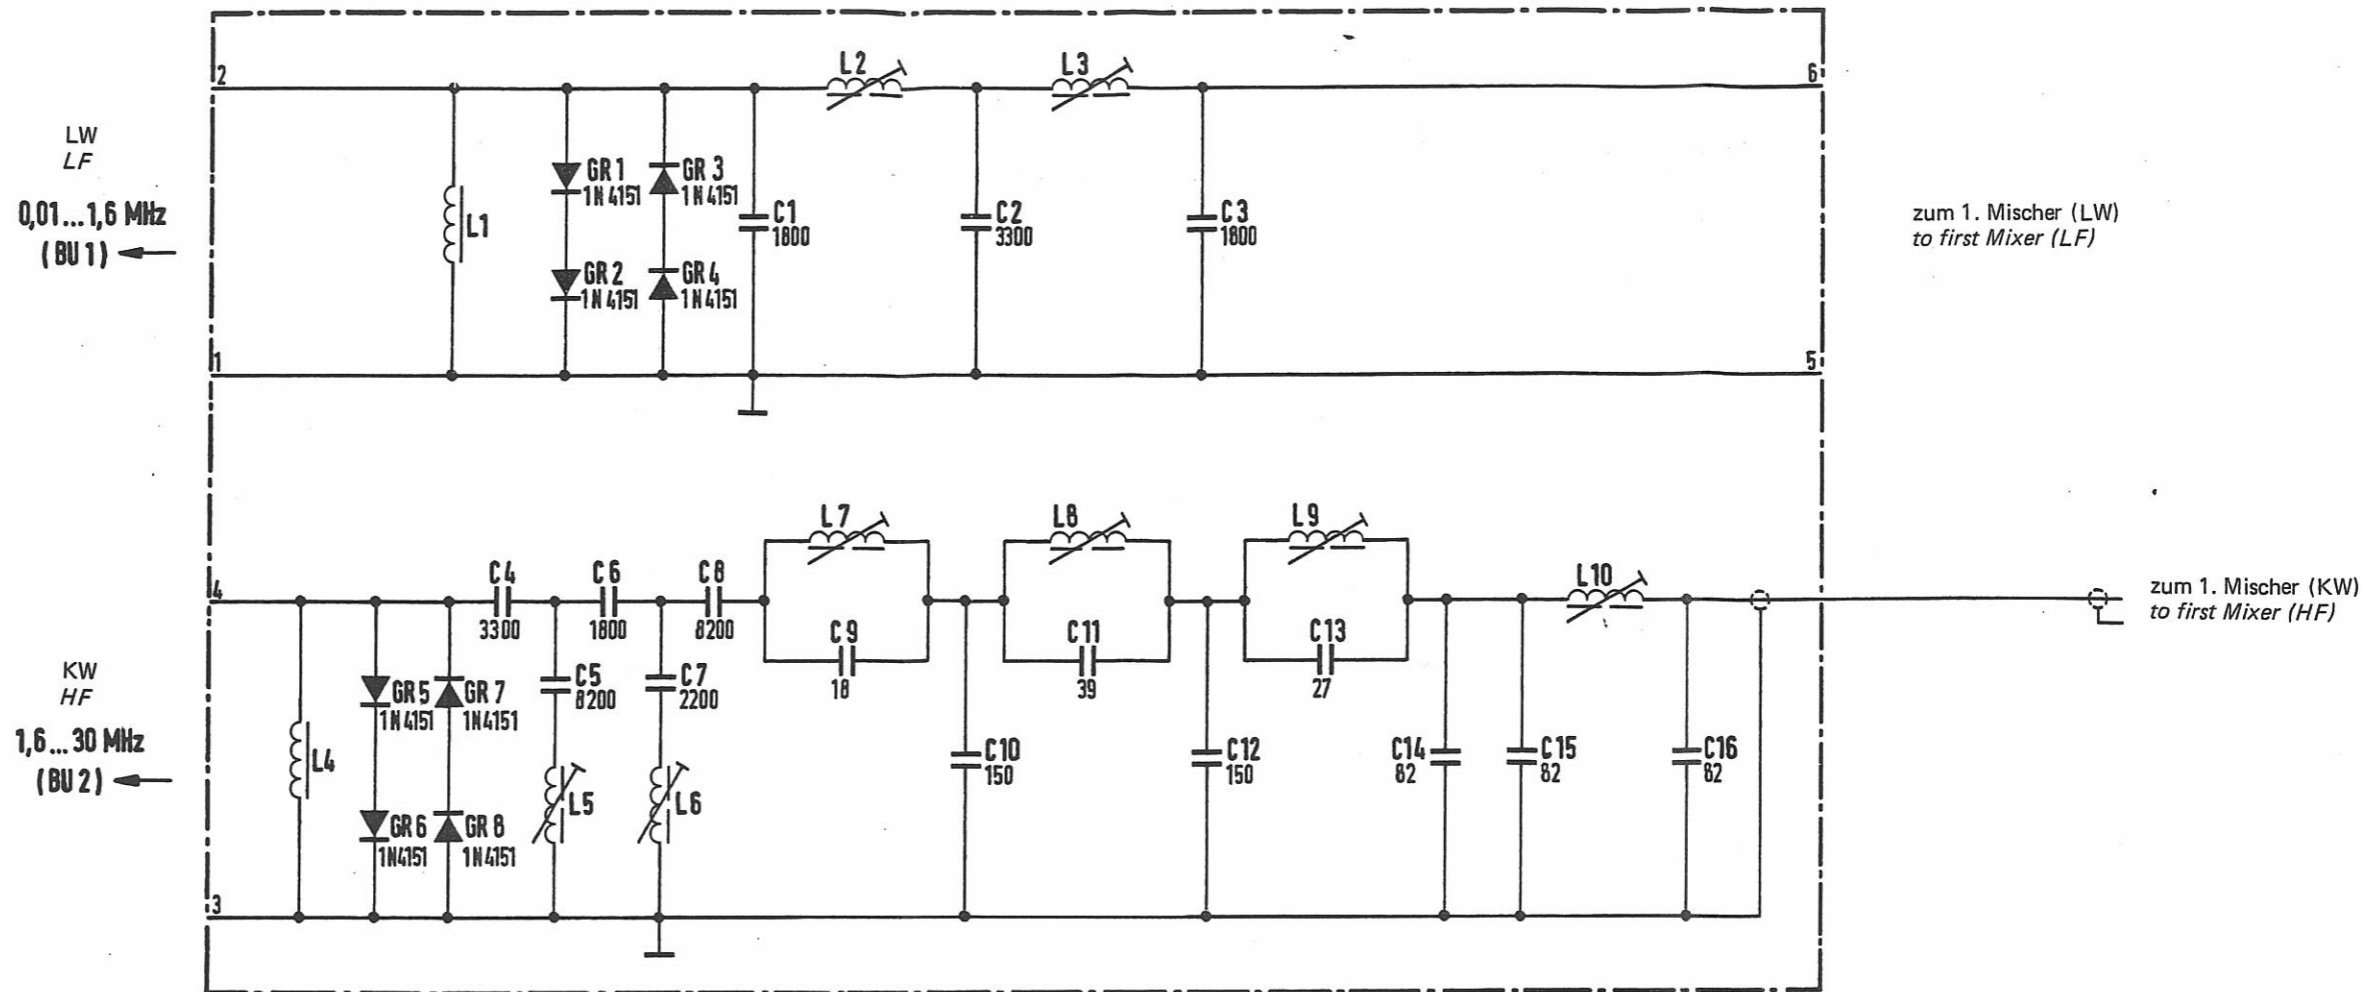 LW
LF
0,01...1,6 MHz
(BU 1)
2
1
L1
GR 1
1N 4151
GR 2
1N 4151
GR 3
1N 4151
GR 4
1N 4151
C1
1800
L2
C2
3300
L3
C3
1800
6
5
zum 1. Mischer (LW)
to first Mixer (LF)
KW
HF
1,6...30 MHz
(BU 2)
4
3
L4
GR 5
1N 4151
GR 6
1N4151
GR 7
1N4151
GR 8
1N4151
C4
3300
C5
8200
L5
C6
1800
C7
2200
L6
C8
8200
L7
C9
18
C10
150
L8
C11
39
C12
150
L9
C13
27
C14
82
C15
82
L10
C16
82
zum 1. Mischer (KW)
to first Mixer (HF)